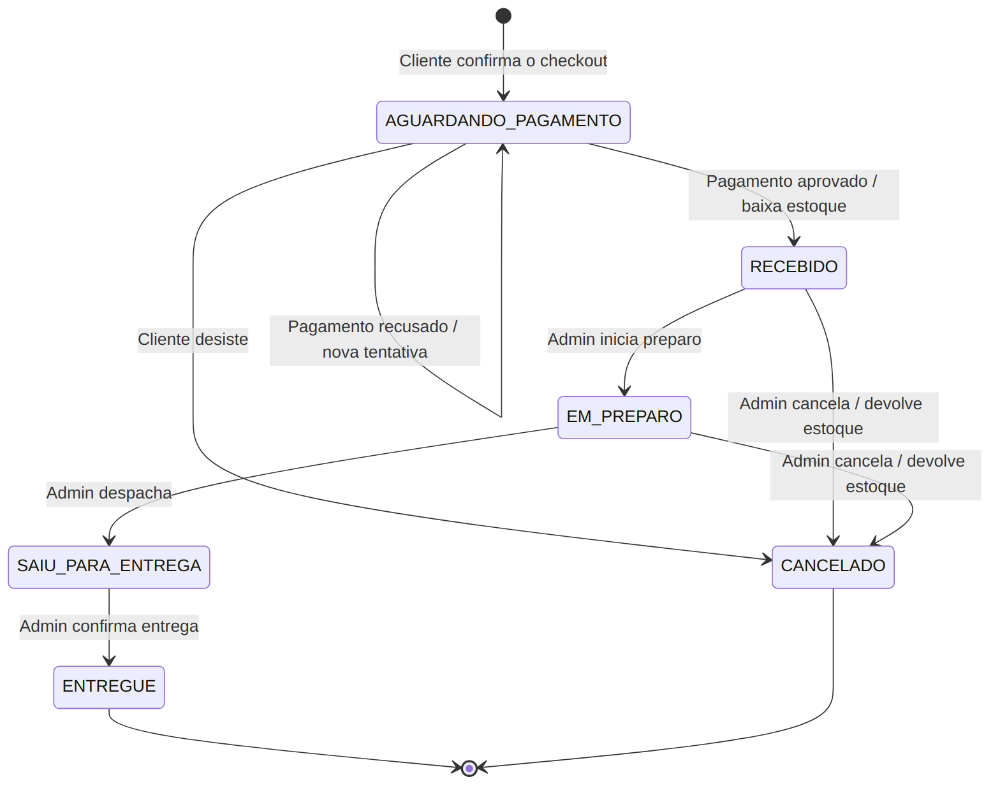 Cliente confirma o checkout
AGUARDANDO_PAGAMENTO
Pagamento aprovado /
baixa estoque
RECEBIDO
Cliente desiste
Pagamento recusado /
nova tentativa
Admin inicia preparo
Admin cancela / devolve
estoque
EM_PREPARO
Admin cancela / devolve
estoque
Admin despacha
SAIU_PARA_ENTREGA
CANCELADO
Admin confirma entrega
ENTREGUE